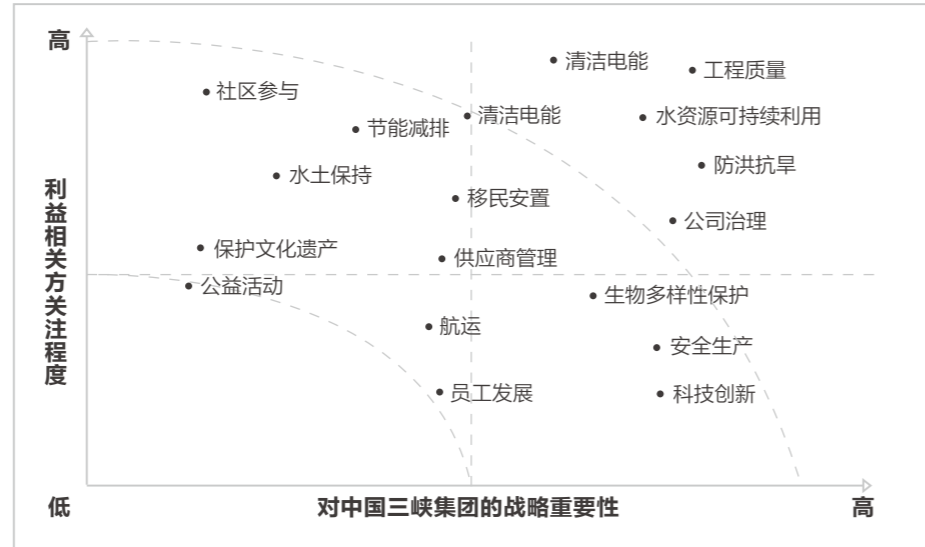 高
清洁电能
工程质量
社区参与
清洁电能
水资源可持续利用
节能减排
防洪抗旱
水土保持
移民安置
公司治理
保护文化遗产
供应商管理
公益活动
生物多样性保护
航运
安全生产
员工发展
科技创新
利益相关方关注程度
低
对中国三峡集团的战略重要性
高